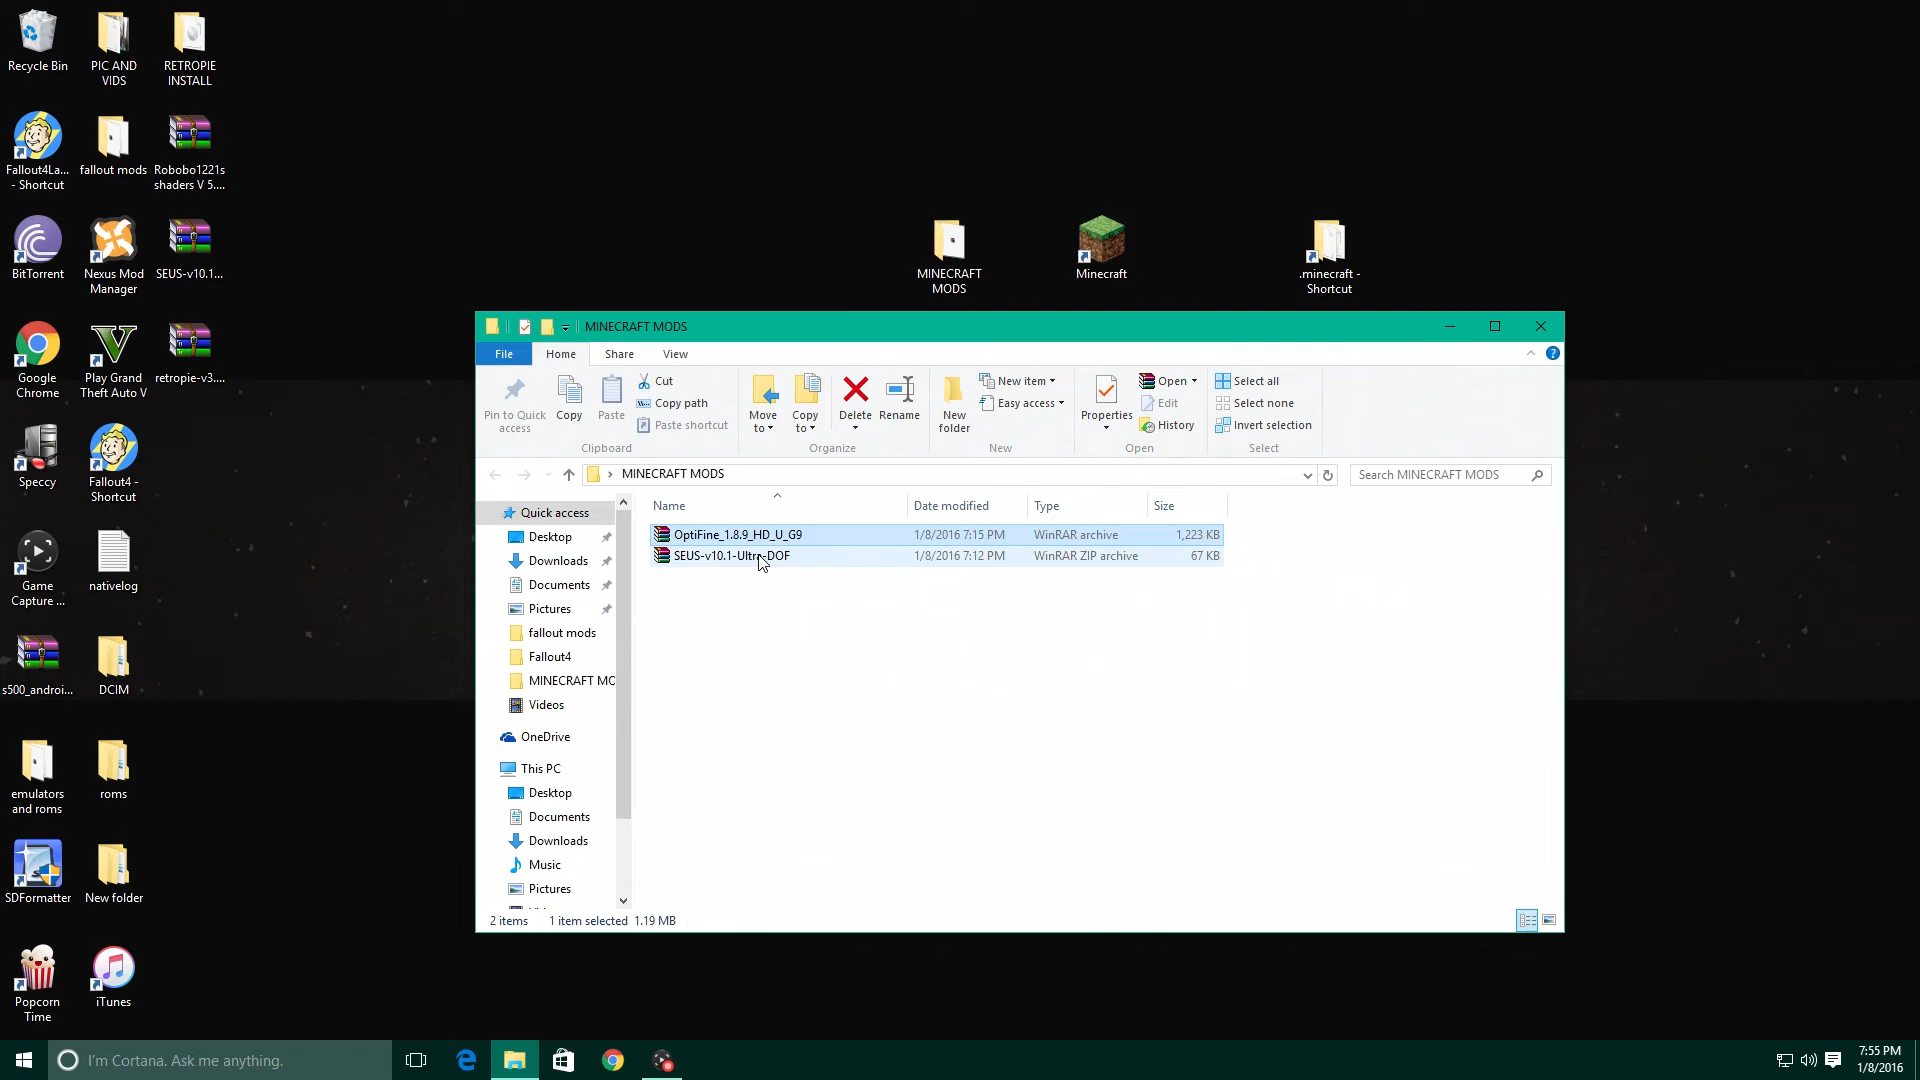 Recycle Bin
PIC AND
VIDS
RETROPIE
INSTALL
Fallout4La...
- Shortcut
fallout mods
Robobo1221s
shaders V 5....
BitTorrent
Nexus Mod
Manager
SEUS-v10.1...
Google
Chrome
Play Grand
Theft Auto V
retropie-v3....
Speccy
Fallout4 -
Shortcut
Game
Capture ...
nativelog
s500_androi...
DCIM
emulators
and roms
roms
SDFormatter
New folder
Popcorn
Time
iTunes
MINECRAFT
MODS
Minecraft
.minecraft -
Shortcut
MINECRAFT MODS
File
Home
Share
View
Pin to Quick
access
Copy
Paste
Cut
Copy path
Paste shortcut
Clipboard
Move
to
Copy
to
Delete
Rename
Organize
New
folder
New item
Easy access
New
Properties
Open
Edit
History
Open
Select all
Select none
Invert selection
Select
MINECRAFT MODS
Search MINECRAFT MODS
Quick access
Desktop
Downloads
Documents
Pictures
fallout mods
Fallout4
MINECRAFT MO
Videos
OneDrive
This PC
Desktop
Documents
Downloads
Music
Pictures
Name Date modified Type Size
OptiFine_1.8.9_HD_U_G9 1/8/2016 7:15 PM WinRAR archive 1,223 KB
SEUS-v10.1-Ultra-DOF 1/8/2016 7:12 PM WinRAR ZIP archive 67 KB
2 items 1 item selected 1.19 MB
I'm Cortana. Ask me anything.
7:55 PM
1/8/2016